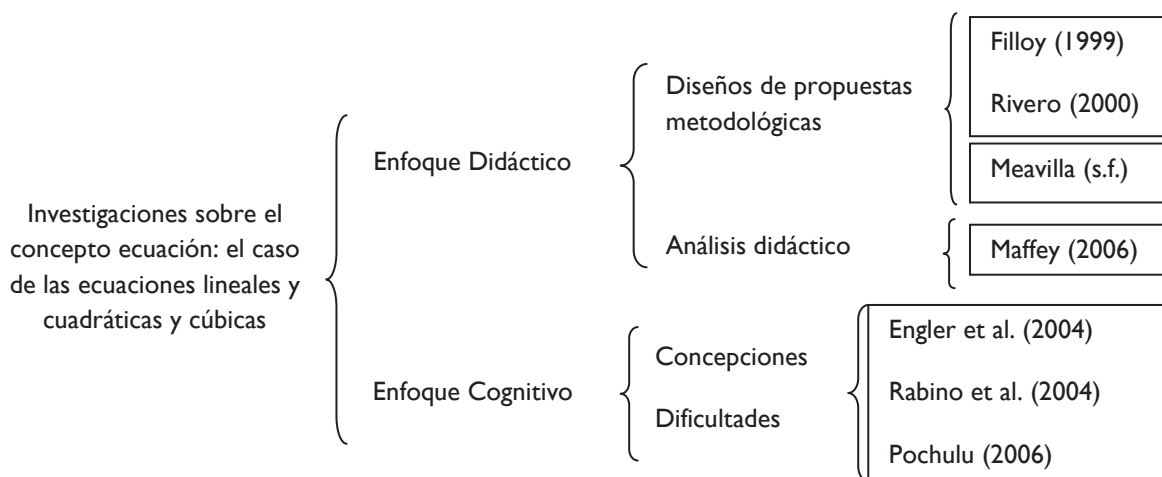 Investigaciones sobre el
concepto ecuación: el caso
de las ecuaciones lineales y
cuadráticas y cúbicas
Enfoque Didáctico
Diseños de propuestas
metodológicas
Filloy (1999)
Rivero (2000)
Meavilla (s.f.)
Análisis didáctico
Maffey (2006)
Enfoque Cognitivo
Concepciones
Dificultades
Engler et al. (2004)
Rabino et al. (2004)
Pochulu (2006)